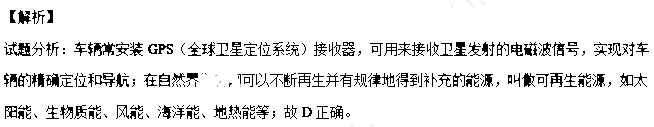 【解析】
试题分析：车辆常安装 GPS（全球卫星定位系统）接收器，可用来接收卫星发射的电磁波信号，实现对车
辆的精确定位和导航；在自然界，可以不断再生并有规律地得到补充的能源，叫做可再生能源，如太
阳能、生物质能、风能、海洋能、地热能等；故 D 正确。